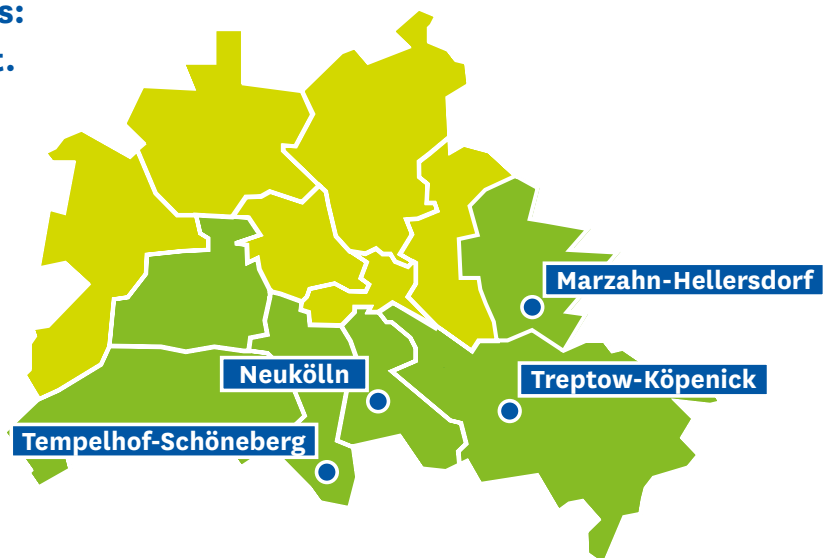 s:
t.
Marzahn-Hellersdorf
Neukölln
Treptow-Köpenick
Tempelhof-Schöneberg